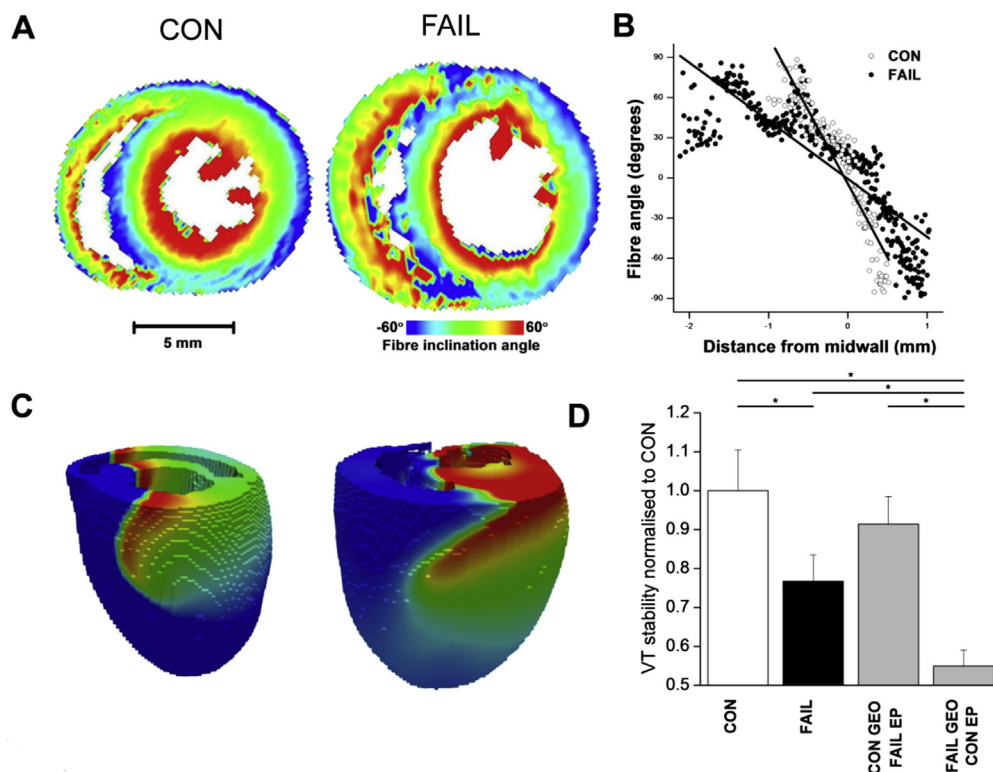 A
CON
FAIL
-60°
60°
Fibre inclination angle
5 mm
B
CON
FAIL
Fibre angle (degrees)
90
60
30
0
-30
-60
-90
-2
-1
0
1
Distance from midwall (mm)
C
D
*
*
*
*
VT stability normalised to CON
1.2
1.1
1.0
0.9
0.8
0.7
0.6
0.5
CON
FAIL
CON GEO
FAIL EP
FAIL GEO
CON EP